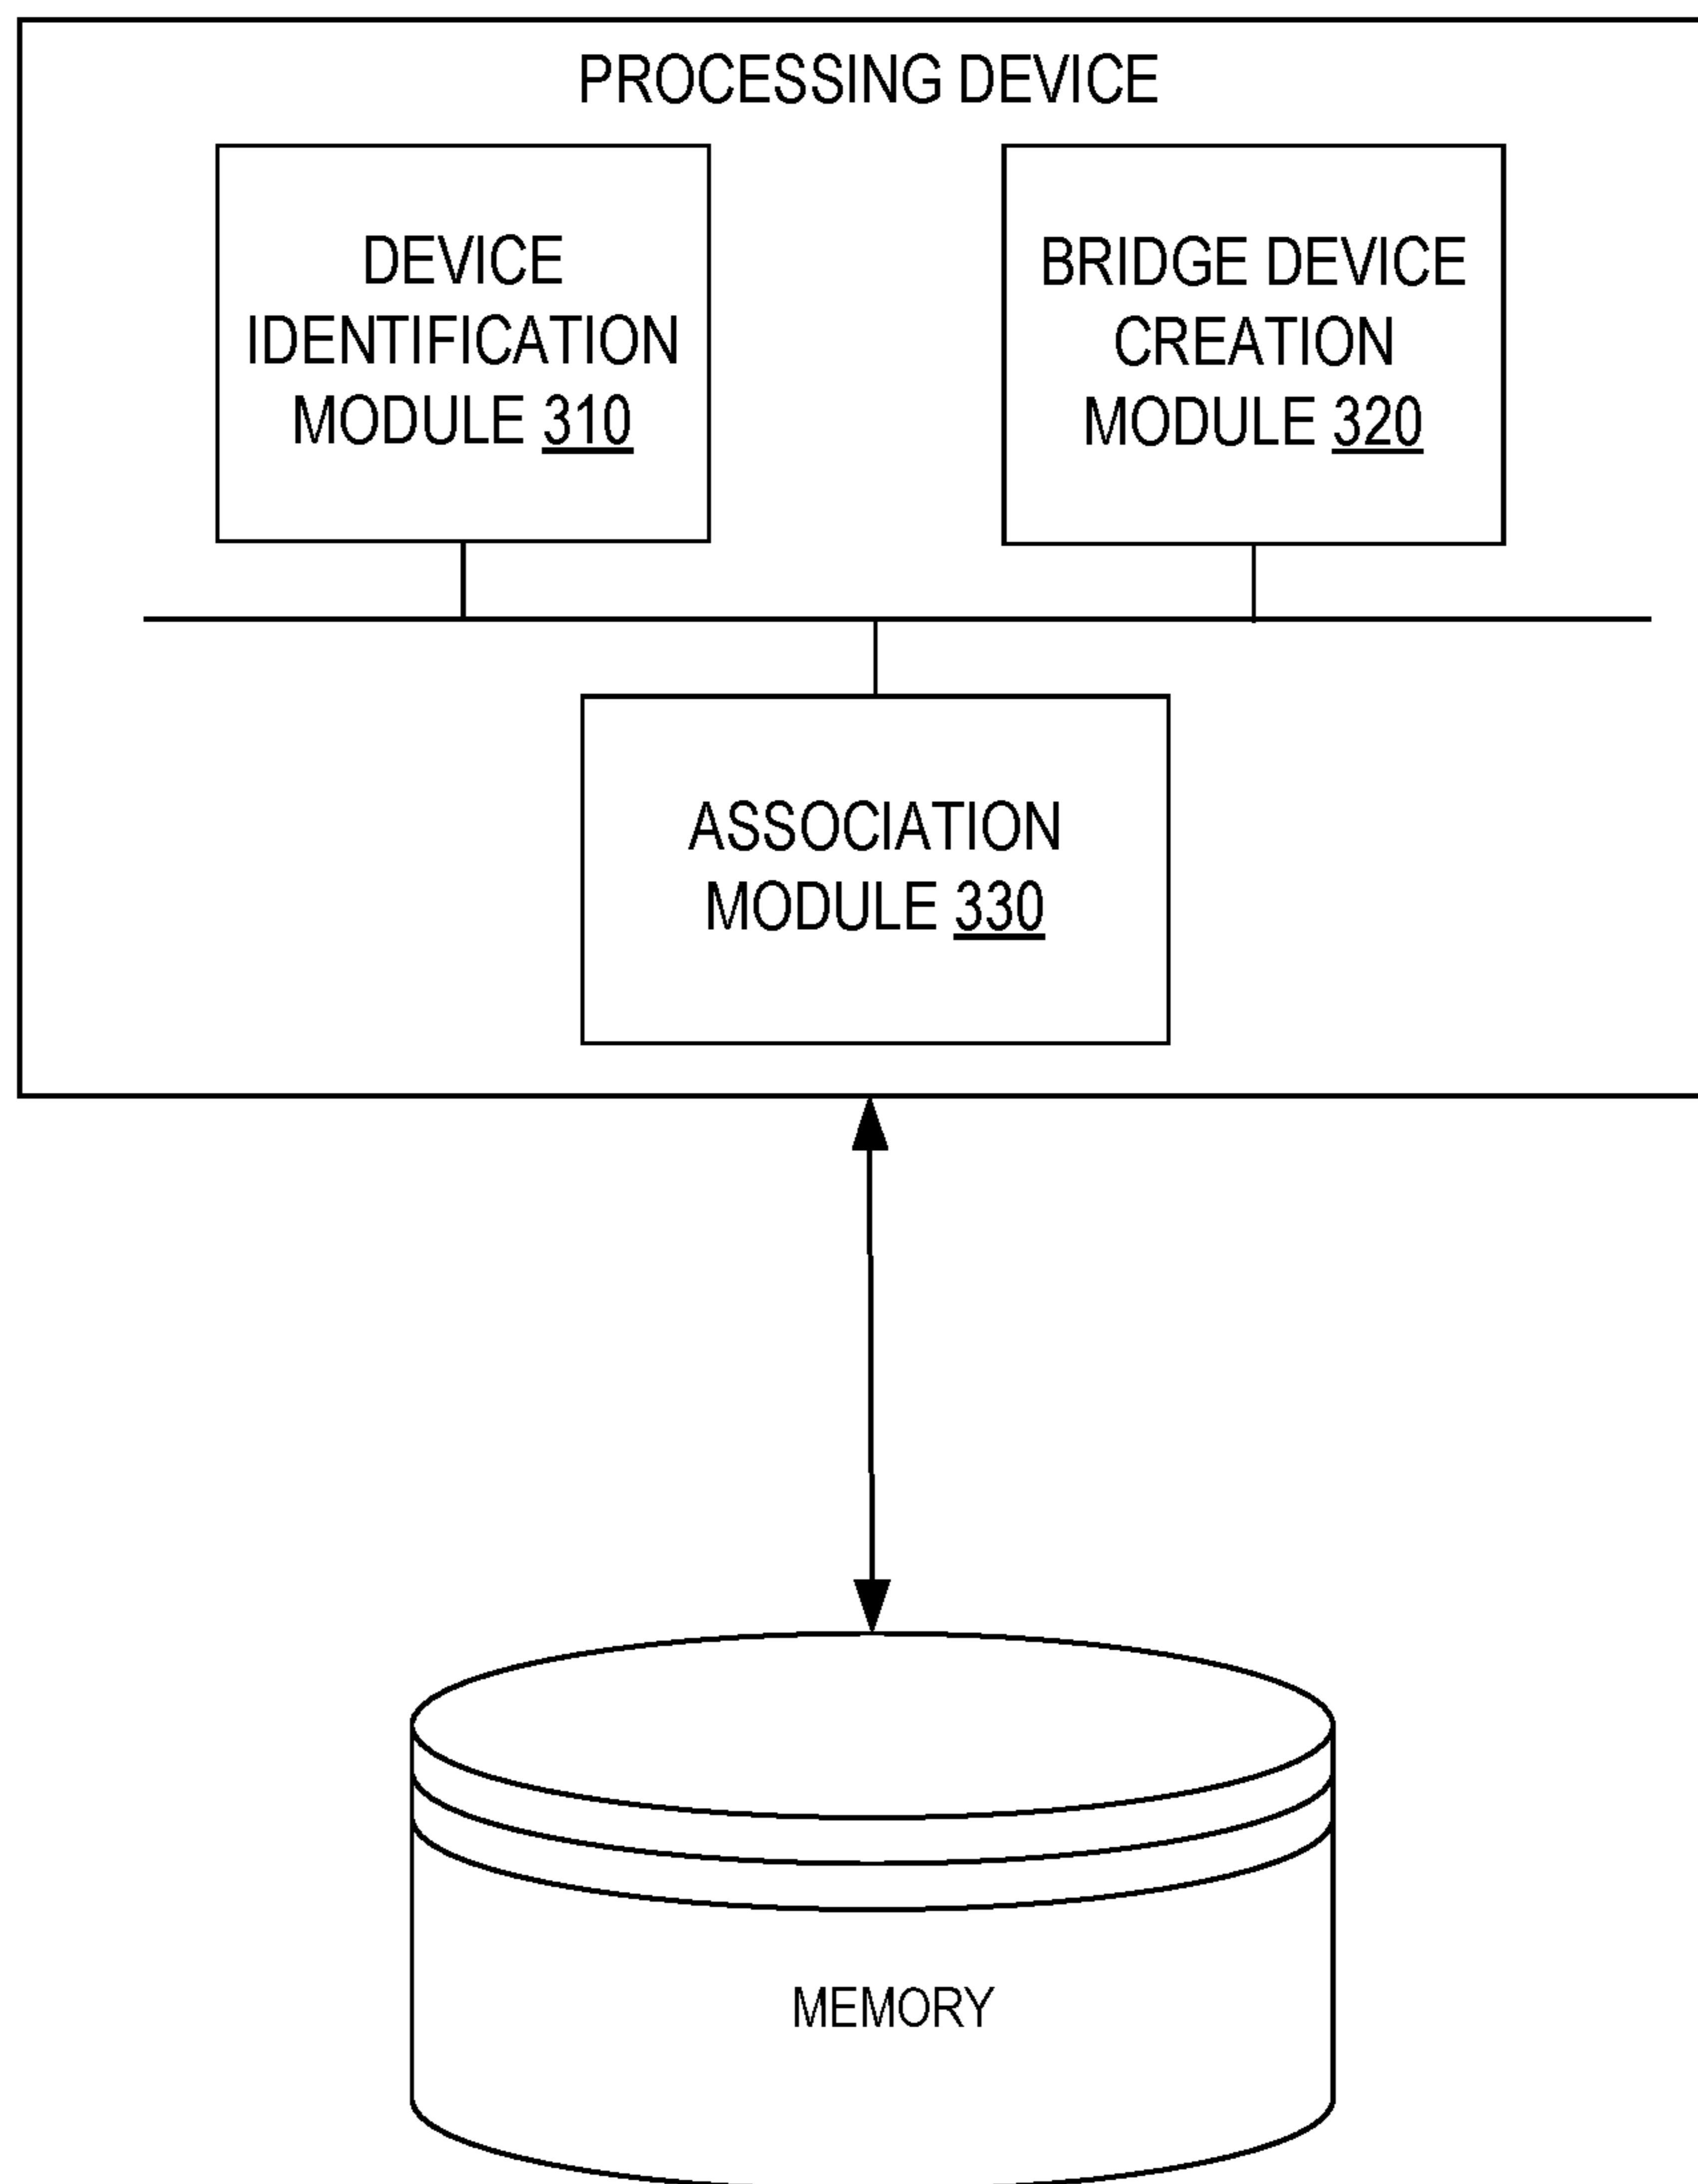 PROCESSING DEVICE
DEVICE
IDENTIFICATION
MODULE 310
BRIDGE DEVICE
CREATION
MODULE 320
ASSOCIATION
MODULE 330
MEMORY